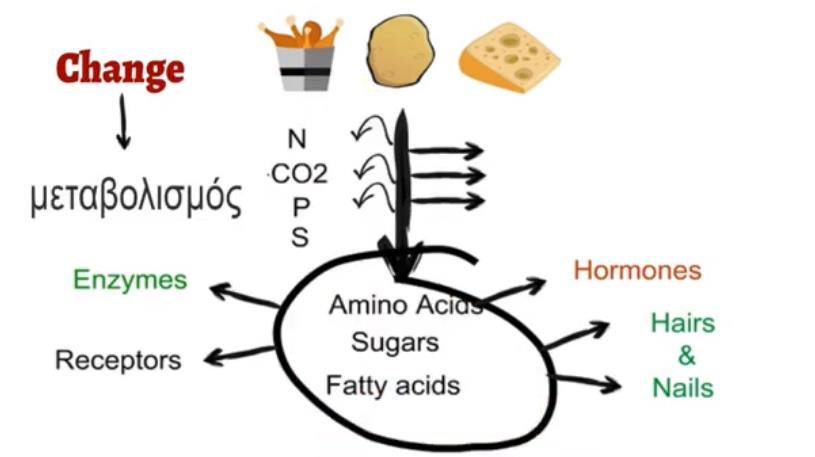 Change
μεταβολισμός
N
CO2
P
S
Enzymes
Receptors
Amino Acids
Sugars
Fatty acids
Hormones
Hairs
&
Nails